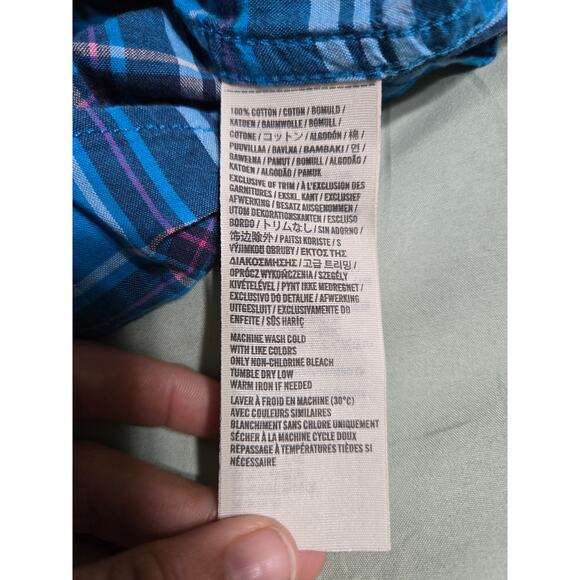 100% COTTON / COTON / BOMULD /
KATOEN / BAUMWOLLE / BOMULL /
COTONE / コットン / ALGODÓN / 棉 /
PUUVILLAA / BAVLNA / ΒΑΜΒΑΚΙ / 면 /
BAWEŁNA / PAMUT / BOMULL / ALGODÃO /
KATOEN / ALGODÃO / PAMUK
EXCLUSIVE OF TRIM / À L'EXCLUSION DES
GARNITURES / EKSKL. KANT / EXCLUSIEF
AFWERKING / BESATZ AUSGENOMMEN /
UTOM DEKORATIONSKANTEN / ESCLUSO
BORDO / トリムなし / SIN ADORNO /
饰边除外 / PAITSI KORISTE / S
VÝJIMKOU OBRUBY / ΕΚΤΟΣ ΤΗΣ
ΔΙΑΚΟΣΜΗΣΗΣ / 고급 트리밍 /
OPRÓCZ WYKOŃCZENIA / SZEGÉLY
KIVÉTELÉVEL / PYNT IKKE MEDREGNET /
EXCLUSIVO DO DETALHE / AFWERKING
UITGESLUIT / EXCLUSIVAMENTE DO
ENFEITE / SÜS HARİÇ
MACHINE WASH COLD
WITH LIKE COLORS
ONLY NON-CHLORINE BLEACH
TUMBLE DRY LOW
WARM IRON IF NEEDED
LAVER À FROID EN MACHINE (30°C)
AVEC COULEURS SIMILAIRES
BLANCHIMENT SANS CHLORE UNIQUEMENT
SÉCHER À LA MACHINE CYCLE DOUX
REPASSAGE À TEMPÉRATURES TIÈDES SI
NÉCESSAIRE